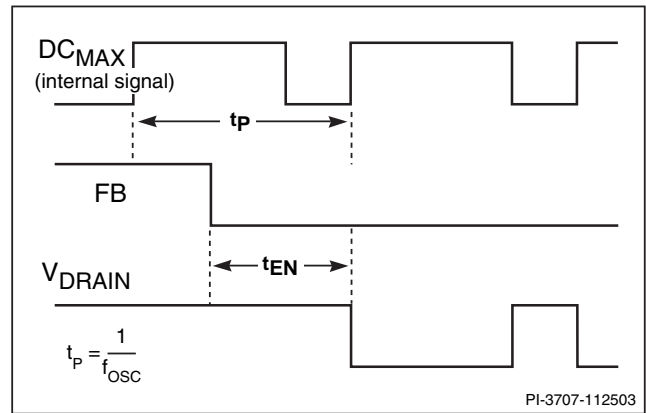 DCMAX
(internal signal)
tP
FB
tEN
VDRAIN
tP = 1/fOSC
PI-3707-112503